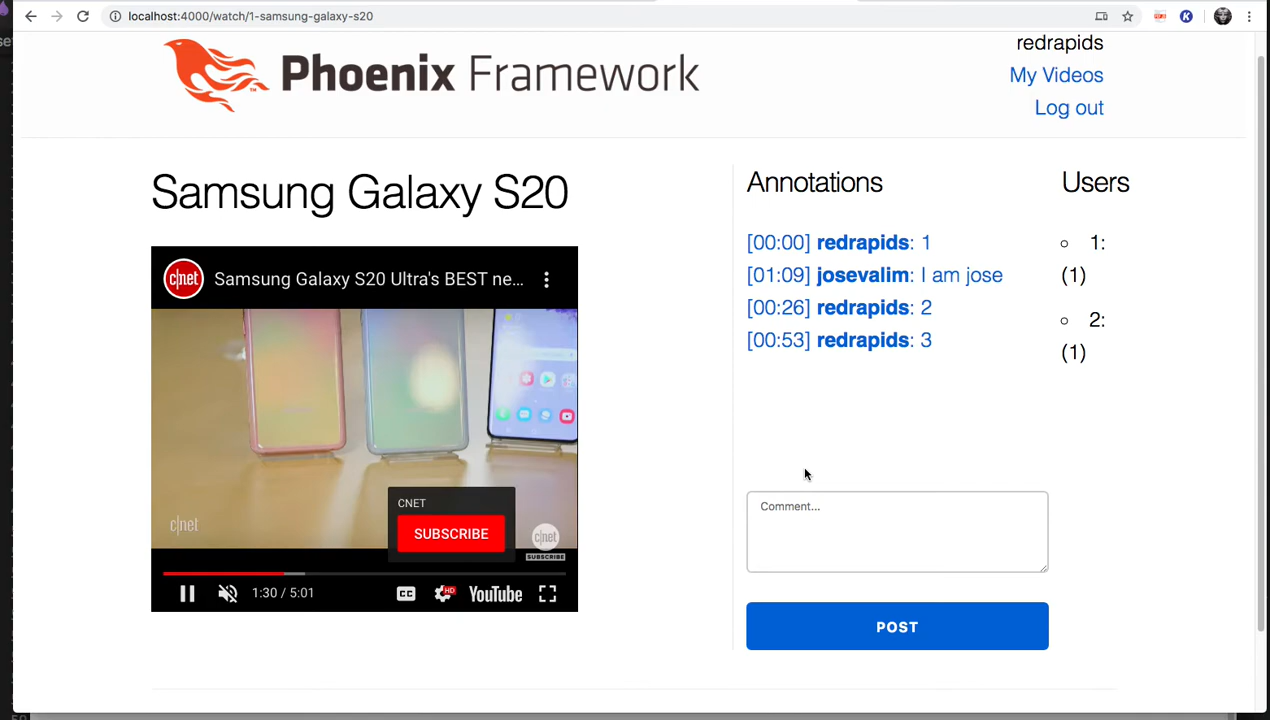 localhost:4000/watch/1-samsung-galaxy-s20
Phoenix Framework
redrapids
My Videos
Log out
Samsung Galaxy S20
c|net
Samsung Galaxy S20 Ultra's BEST ne...
c|net
CNET
SUBSCRIBE
c|net
SUBSCRIBE
1:30 / 5:01
CC
HD
YouTube
Annotations
[00:00] redrapids: 1
[01:09] josevalim: I am jose
[00:26] redrapids: 2
[00:53] redrapids: 3
Comment...
POST
Users
1:
(1)
2:
(1)